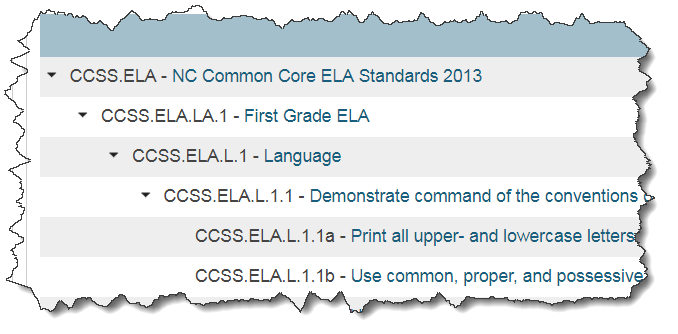 CCSS.ELA - NC Common Core ELA Standards 2013
CCSS.ELA.LA.1 - First Grade ELA
CCSS.ELA.L.1 - Language
CCSS.ELA.L.1.1 - Demonstrate command of the conventions
CCSS.ELA.L.1.1a - Print all upper- and lowercase letters
CCSS.ELA.L.1.1b - Use common, proper, and possessive